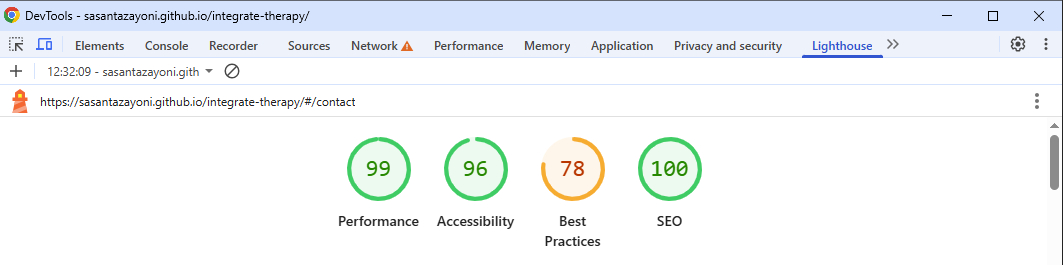 DevTools - sasantazayoni.github.io/integrate-therapy/
Elements Console Recorder Sources Network Performance Memory Application Privacy and security Lighthouse
12:32:09 - sasantazayoni.gith
https://sasantazayoni.github.io/integrate-therapy/#/contact
99 96 78 100
Performance Accessibility Best Practices SEO